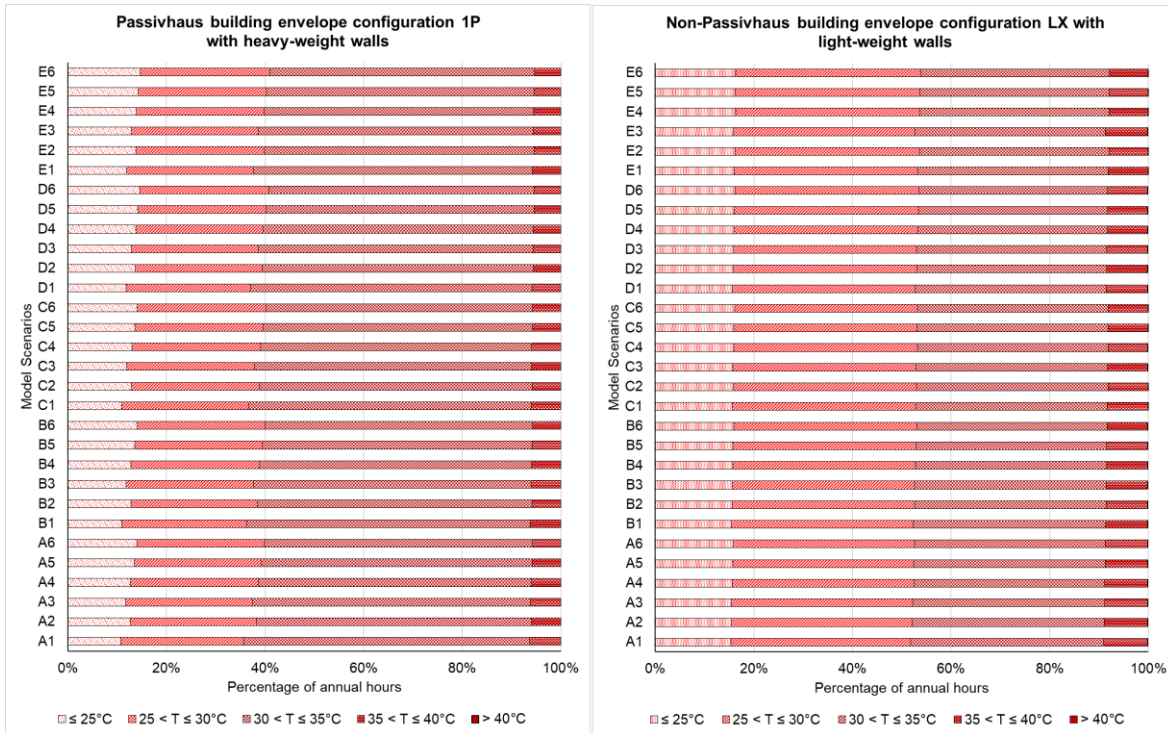 Passivhaus building envelope configuration 1P
with heavy-weight walls
Model Scenarios
E6
E5
E4
E3
E2
E1
D6
D5
D4
D3
D2
D1
C6
C5
C4
C3
C2
C1
B6
B5
B4
B3
B2
B1
A6
A5
A4
A3
A2
A1
0% 20% 40% 60% 80% 100%
Percentage of annual hours
≤ 25°C 25 < T ≤ 30°C 30 < T ≤ 35°C 35 < T ≤ 40°C > 40°C
Non-Passivhaus building envelope configuration LX with
light-weight walls
Model Scenarios
E6
E5
E4
E3
E2
E1
D6
D5
D4
D3
D2
D1
C6
C5
C4
C3
C2
C1
B6
B5
B4
B3
B2
B1
A6
A5
A4
A3
A2
A1
0% 20% 40% 60% 80% 100%
Percentage of annual hours
≤ 25°C 25 < T ≤ 30°C 30 < T ≤ 35°C 35 < T ≤ 40°C > 40°C